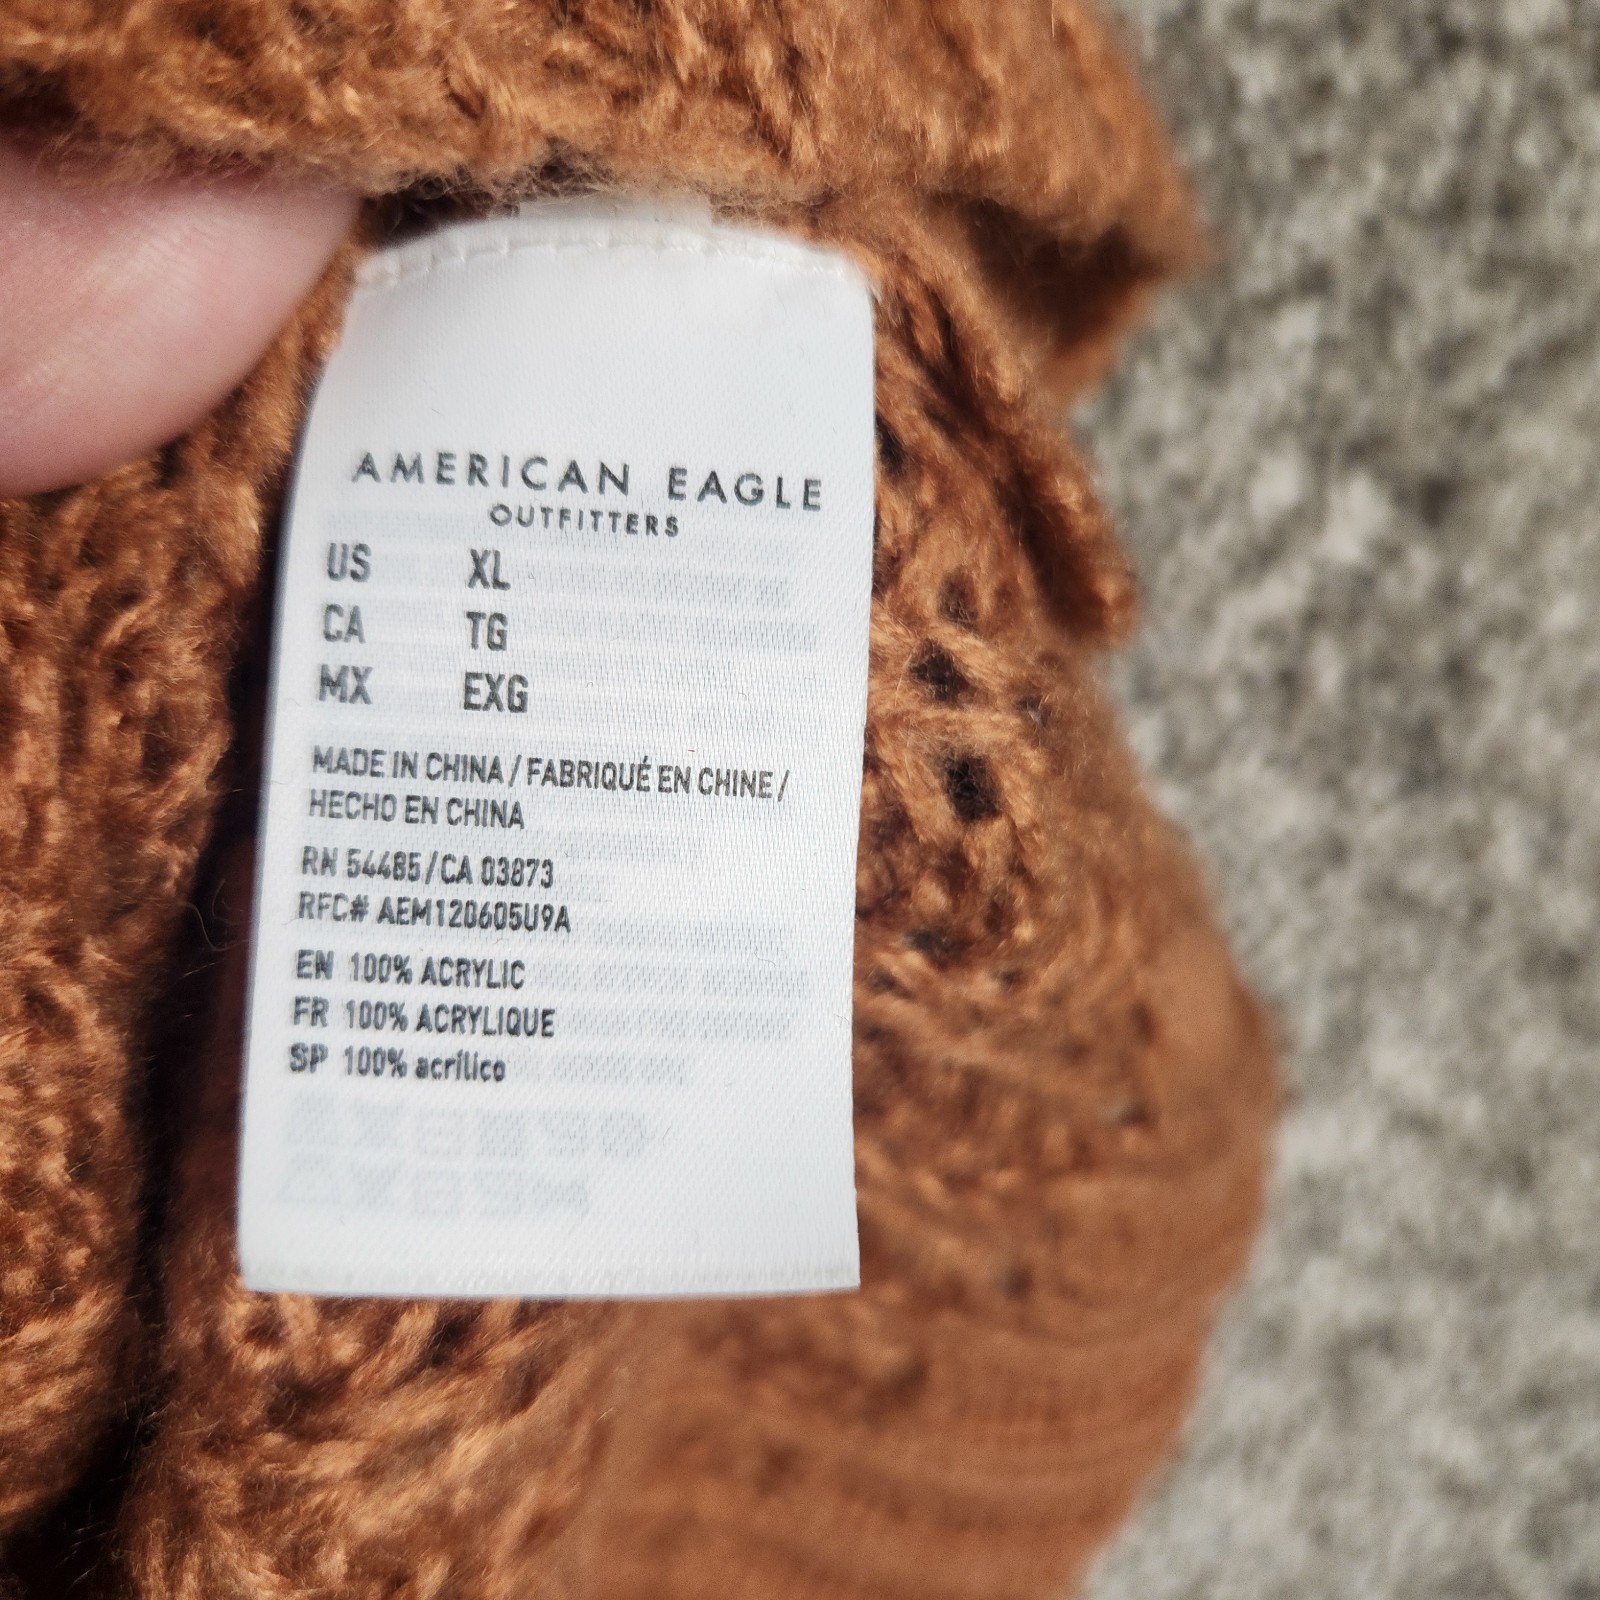 AMERICAN EAGLE
OUTFITTERS
US XL
CA TG
MX EXG
MADE IN CHINA / FABRIQUÉ EN CHINE /
HECHO EN CHINA
RN 54485 / CA 03873
RFC# AEM120605U9A
EN 100% ACRYLIC
FR 100% ACRYLIQUE
SP 100% acrílico